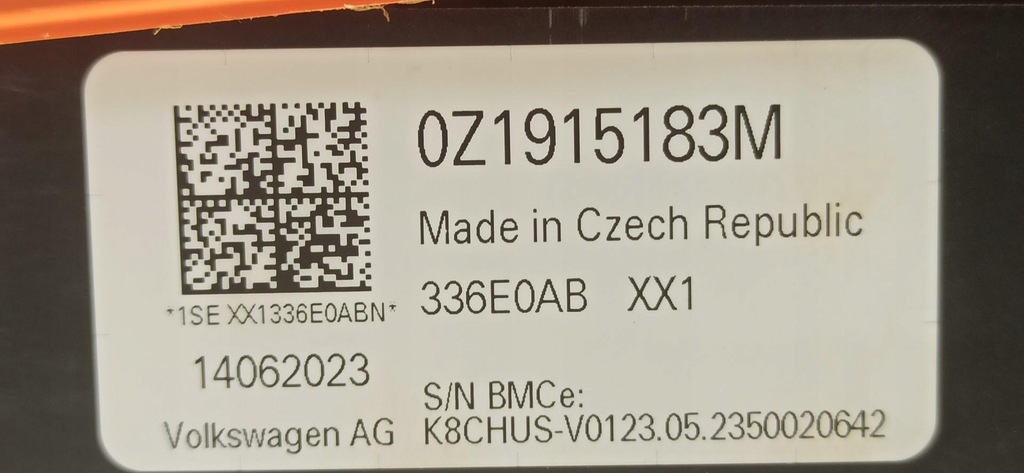 0Z1915183M
Made in Czech Republic
336E0AB XX1
*1SE XX1336E0ABN*
14062023
Volkswagen AG
S/N BMCe:
K8CHUS-V0123.05.2350020642